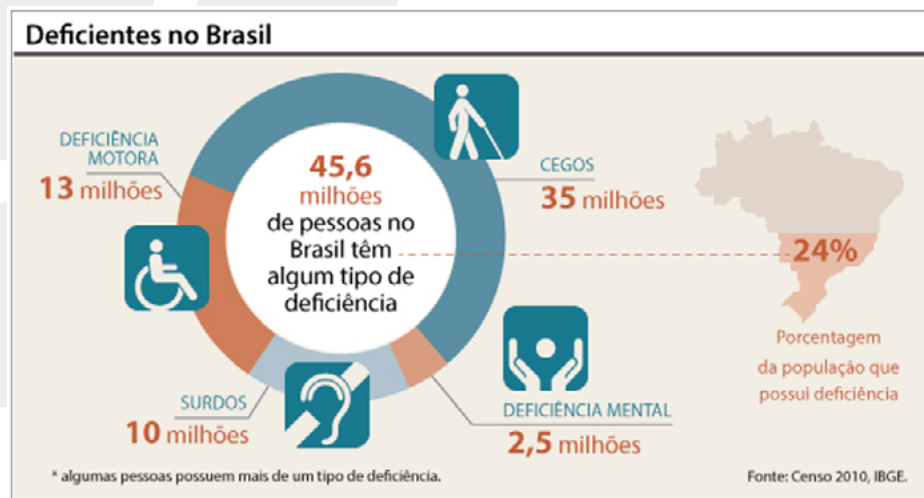 Deficientes no Brasil
DEFICIÊNCIA
MOTORA
13 milhões
45,6
milhões
de pessoas no
Brasil têm
algum tipo de
deficiência
CEGOS
35 milhões
24%
Porcentagem
da população que
possui deficiência
SURDOS
10 milhões
DEFICIÊNCIA MENTAL
2,5 milhões
* algumas pessoas possuem mais de um tipo de deficiência.
Fonte: Censo 2010, IBGE.